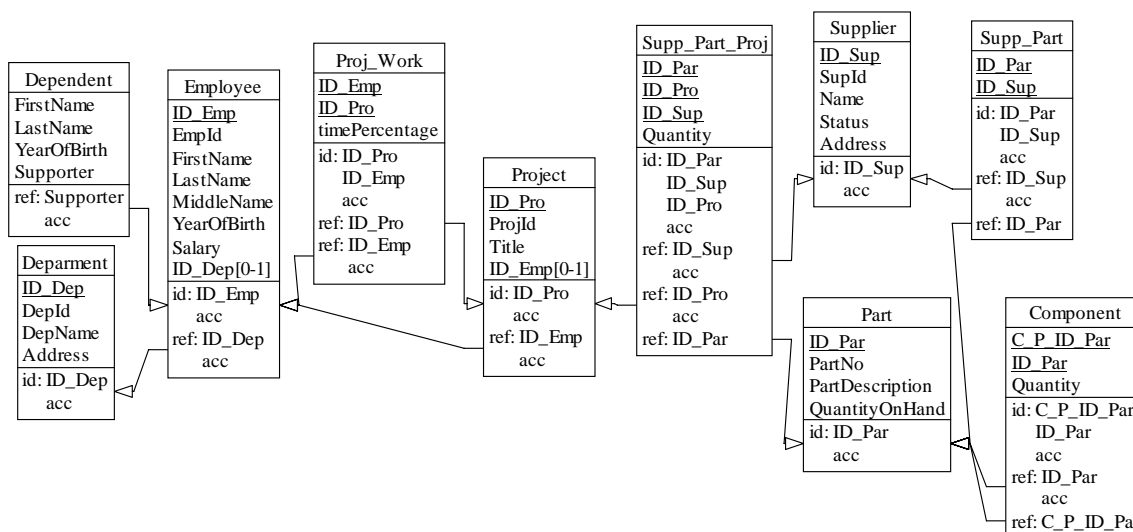 Dependent
FirstName
LastName
YearOfBirth
Supporter
ref: Supporter
acc
Deparment
ID_Dep
DepId
DepName
Address
id: ID_Dep
acc
Employee
ID_Emp
EmpId
FirstName
LastName
MiddleName
YearOfBirth
Salary
ID_Dep[0-1]
id: ID_Emp
acc
ref: ID_Dep
acc
Proj_Work
ID_Emp
ID_Pro
timePercentage
id: ID_Pro
ID_Emp
acc
ref: ID_Pro
ref: ID_Emp
acc
Project
ID_Pro
ProjId
Title
ID_Emp[0-1]
id: ID_Pro
acc
ref: ID_Emp
acc
Supp_Part_Proj
ID_Par
ID_Pro
ID_Sup
Quantity
id: ID_Par
ID_Sup
ID_Pro
acc
ref: ID_Sup
acc
ref: ID_Pro
acc
ref: ID_Par
Supplier
ID_Sup
SupId
Name
Status
Address
id: ID_Sup
acc
Supp_Part
ID_Par
ID_Sup
id: ID_Par
ID_Sup
acc
ref: ID_Sup
acc
ref: ID_Par
Part
ID_Par
PartNo
PartDescription
QuantityOnHand
id: ID_Par
acc
Component
C_P_ID_Par
ID_Par
Quantity
id: C_P_ID_Par
ID_Par
acc
ref: ID_Par
acc
ref: C_P_ID_Pa